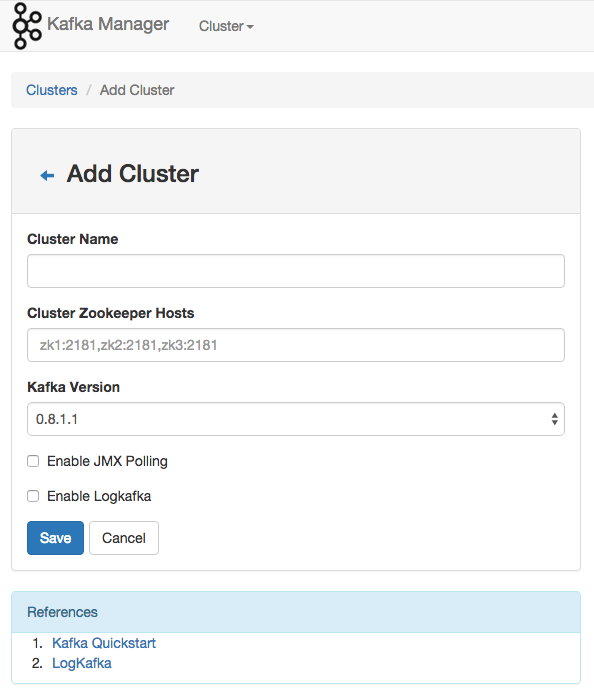 Kafka Manager Cluster
Clusters / Add Cluster
Add Cluster
Cluster Name
Cluster Zookeeper Hosts
zk1:2181,zk2:2181,zk3:2181
Kafka Version
0.8.1.1
Enable JMX Polling
Enable Logkafka
Save Cancel
References
1. Kafka Quickstart
2. LogKafka